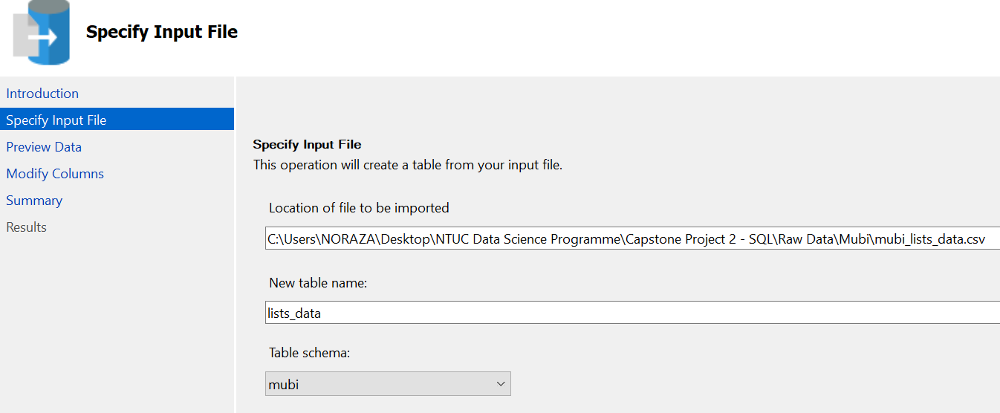 Specify Input File
Introduction
Specify Input File
Preview Data
Modify Columns
Summary
Results
Specify Input File
This operation will create a table from your input file.
Location of file to be imported
C:\Users\NORAZA\Desktop\NTUC Data Science Programme\Capstone Project 2 - SQL\Raw Data\Mubi\mubi_lists_data.csv
New table name:
lists_data
Table schema:
mubi